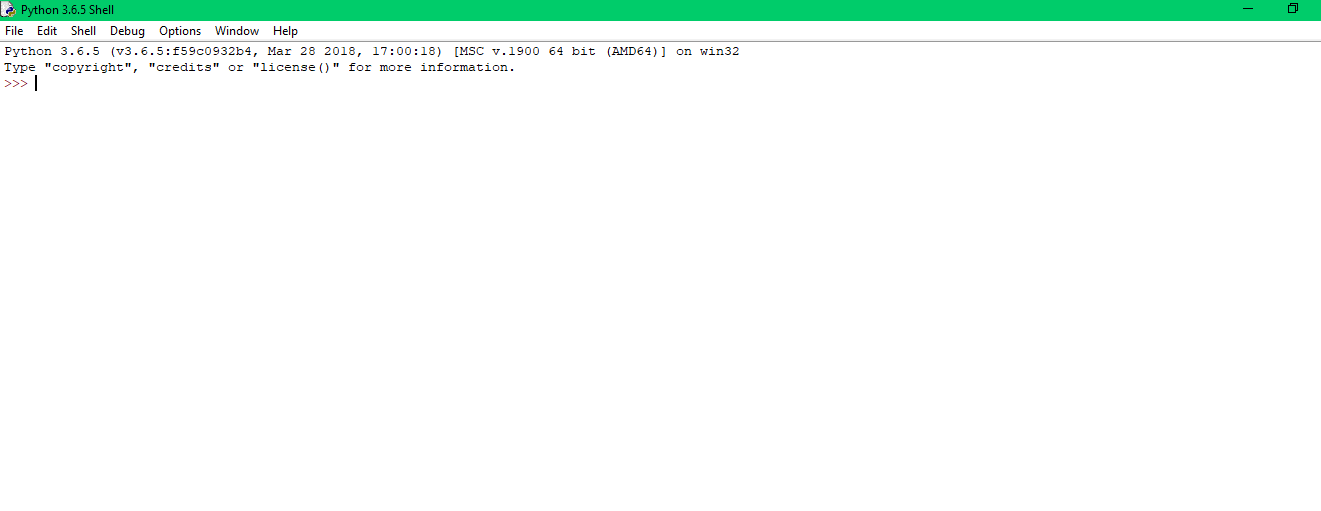 Python 3.6.5 Shell
File Edit Shell Debug Options Window Help
Python 3.6.5 (v3.6.5:f59c0932b4, Mar 28 2018, 17:00:18) [MSC v.1900 64 bit (AMD64)] on win32
Type "copyright", "credits" or "license()" for more information.
>>>